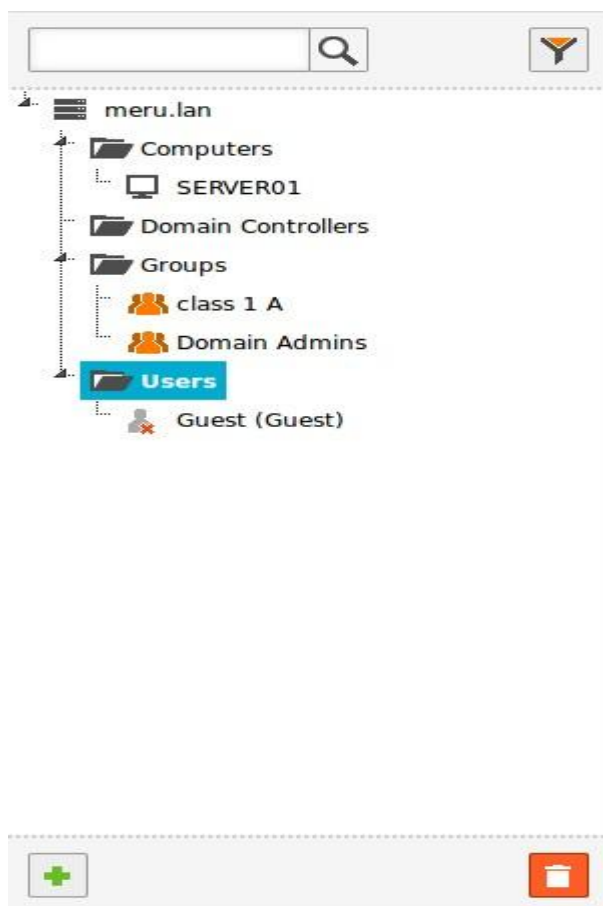 meru.lan
Computers
SERVER01
Domain Controllers
Groups
class 1 A
Domain Admins
Users
Guest (Guest)